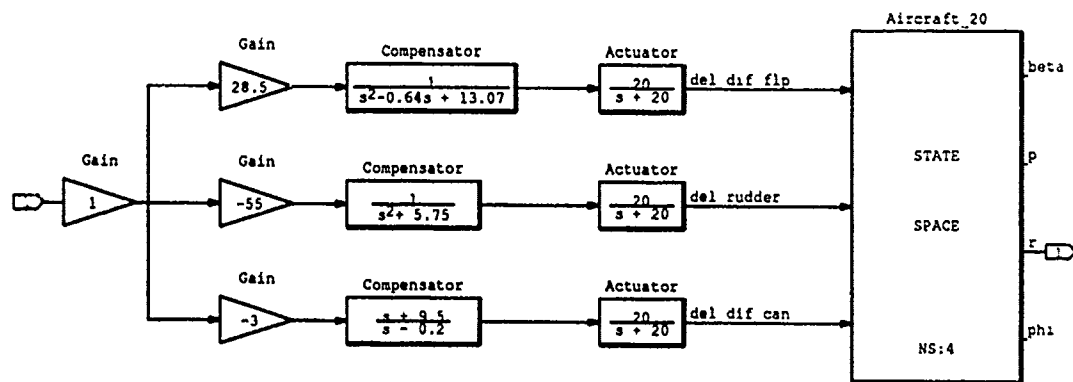 Aircraft_20
Gain
Compensator
Actuator
28.5
1
s²-0.64s + 13.07
20
s + 20
del dif flp
beta
Gain
1
Gain
-55
Compensator
1
s²+ 5.75
Actuator
20
s + 20
del rudder
STATE
SPACE
p
r
1
Gain
-3
Compensator
s + 9.5
s - 0.2
Actuator
20
s + 20
del dif can
phi
NS:4